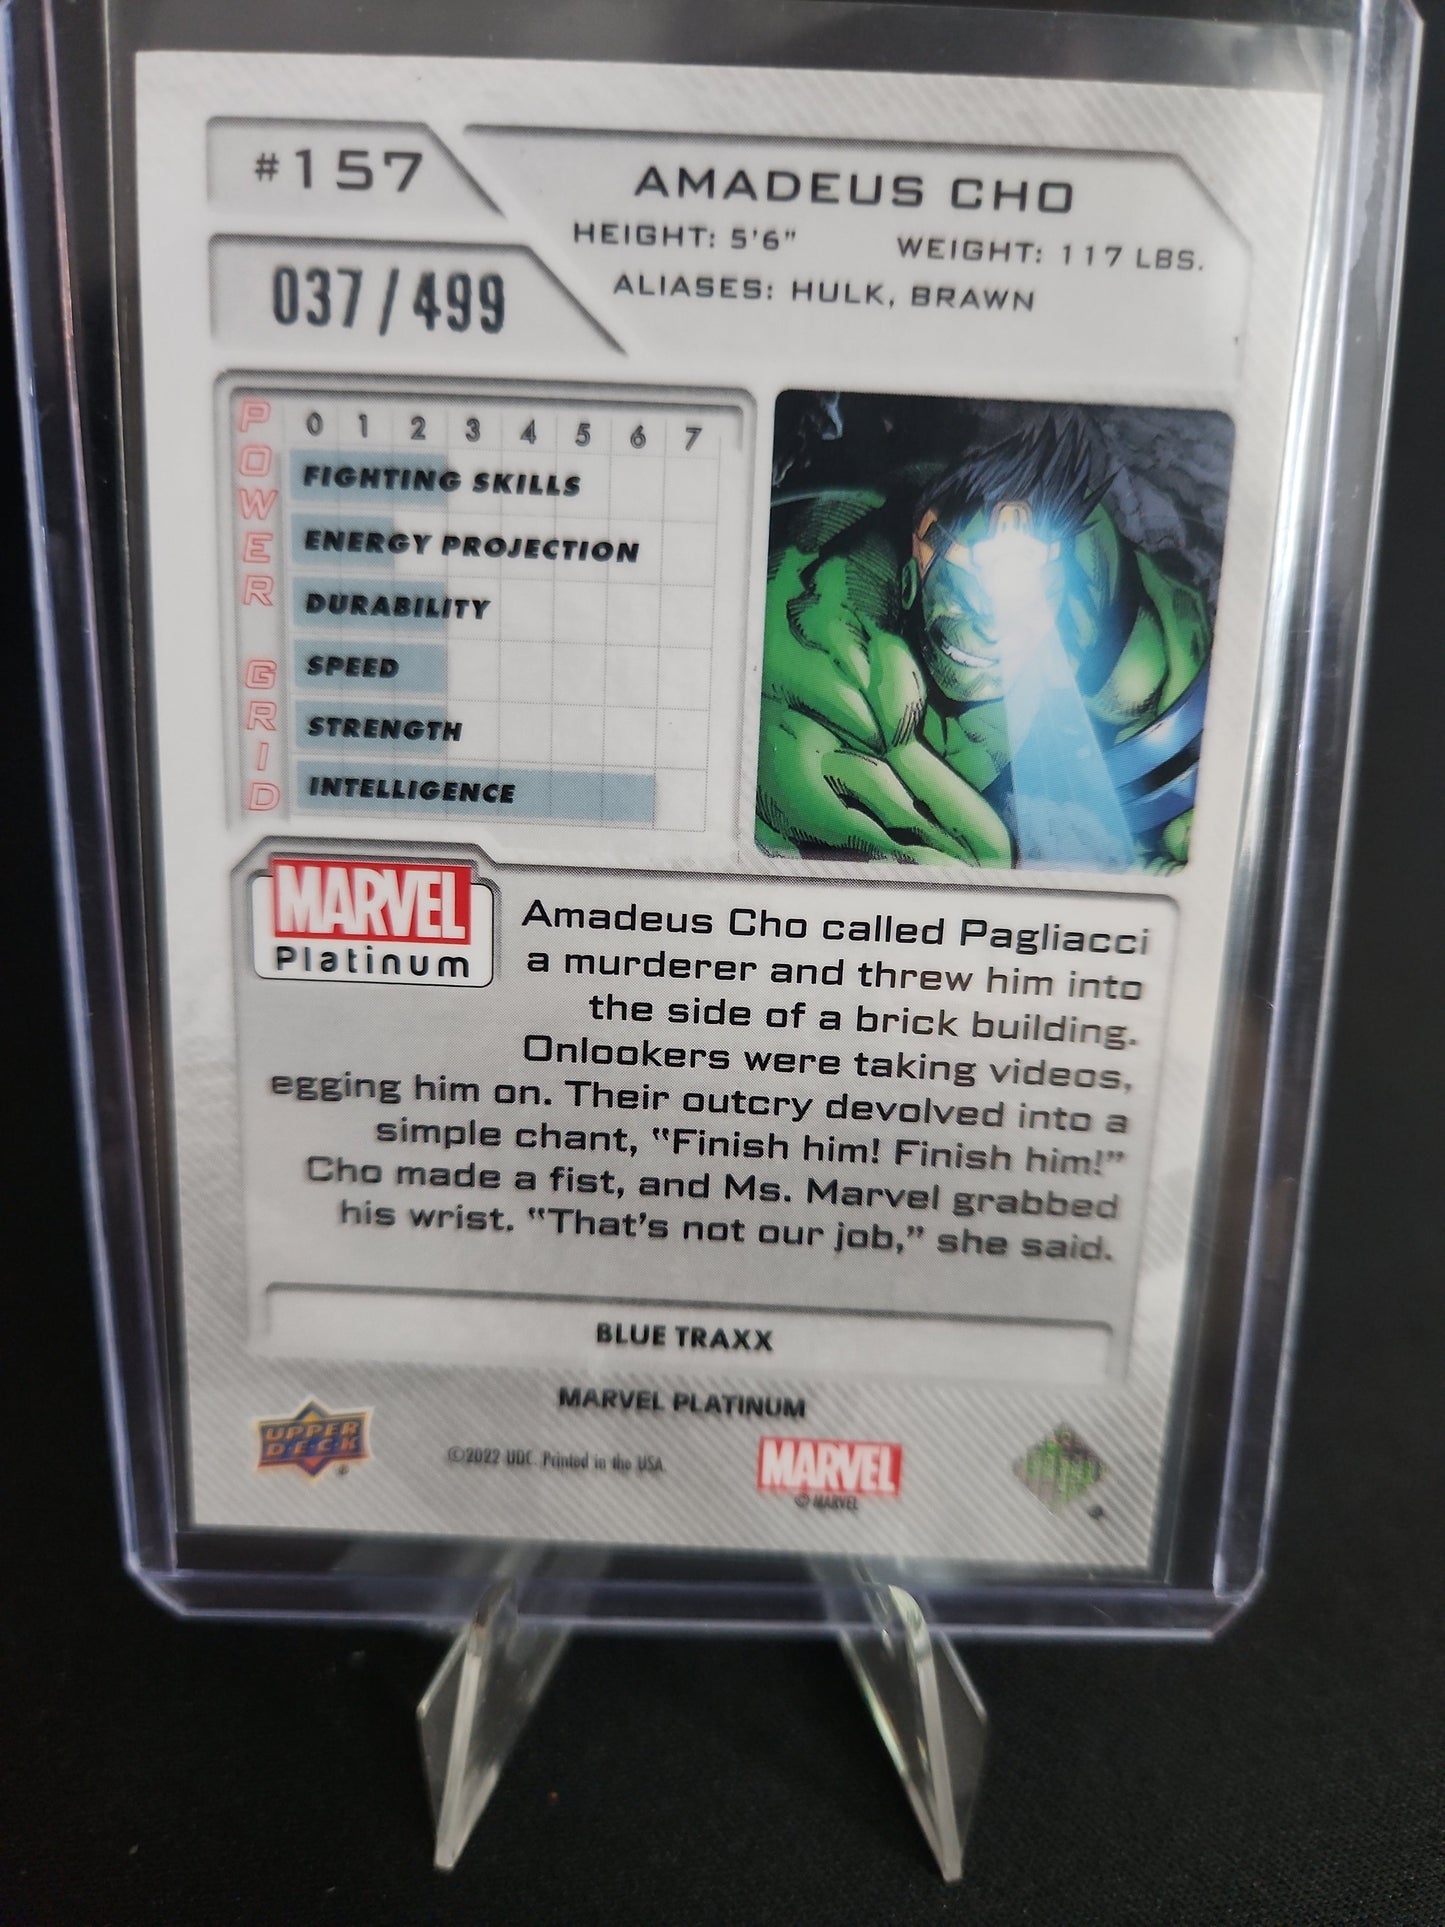 #157
AMADEUS CHO
HEIGHT: 5'6" WEIGHT: 117 LBS.
ALIASES: HULK, BRAWN
037/499
POWER GRID
0 1 2 3 4 5 6 7
FIGHTING SKILLS
ENERGY PROJECTION
DURABILITY
SPEED
STRENGTH
INTELLIGENCE
MARVEL
Platinum
Amadeus Cho called Pagliacci
a murderer and threw him into
the side of a brick building.
Onlookers were taking videos,
egging him on. Their outcry devolved into a
simple chant, “Finish him! Finish him!”
Cho made a fist, and Ms. Marvel grabbed
his wrist. “That’s not our job,” she said.
BLUE TRAXX
MARVEL PLATINUM
UPPER
DECK
©2022 UDC. Printed in the USA.
MARVEL
© MARVEL